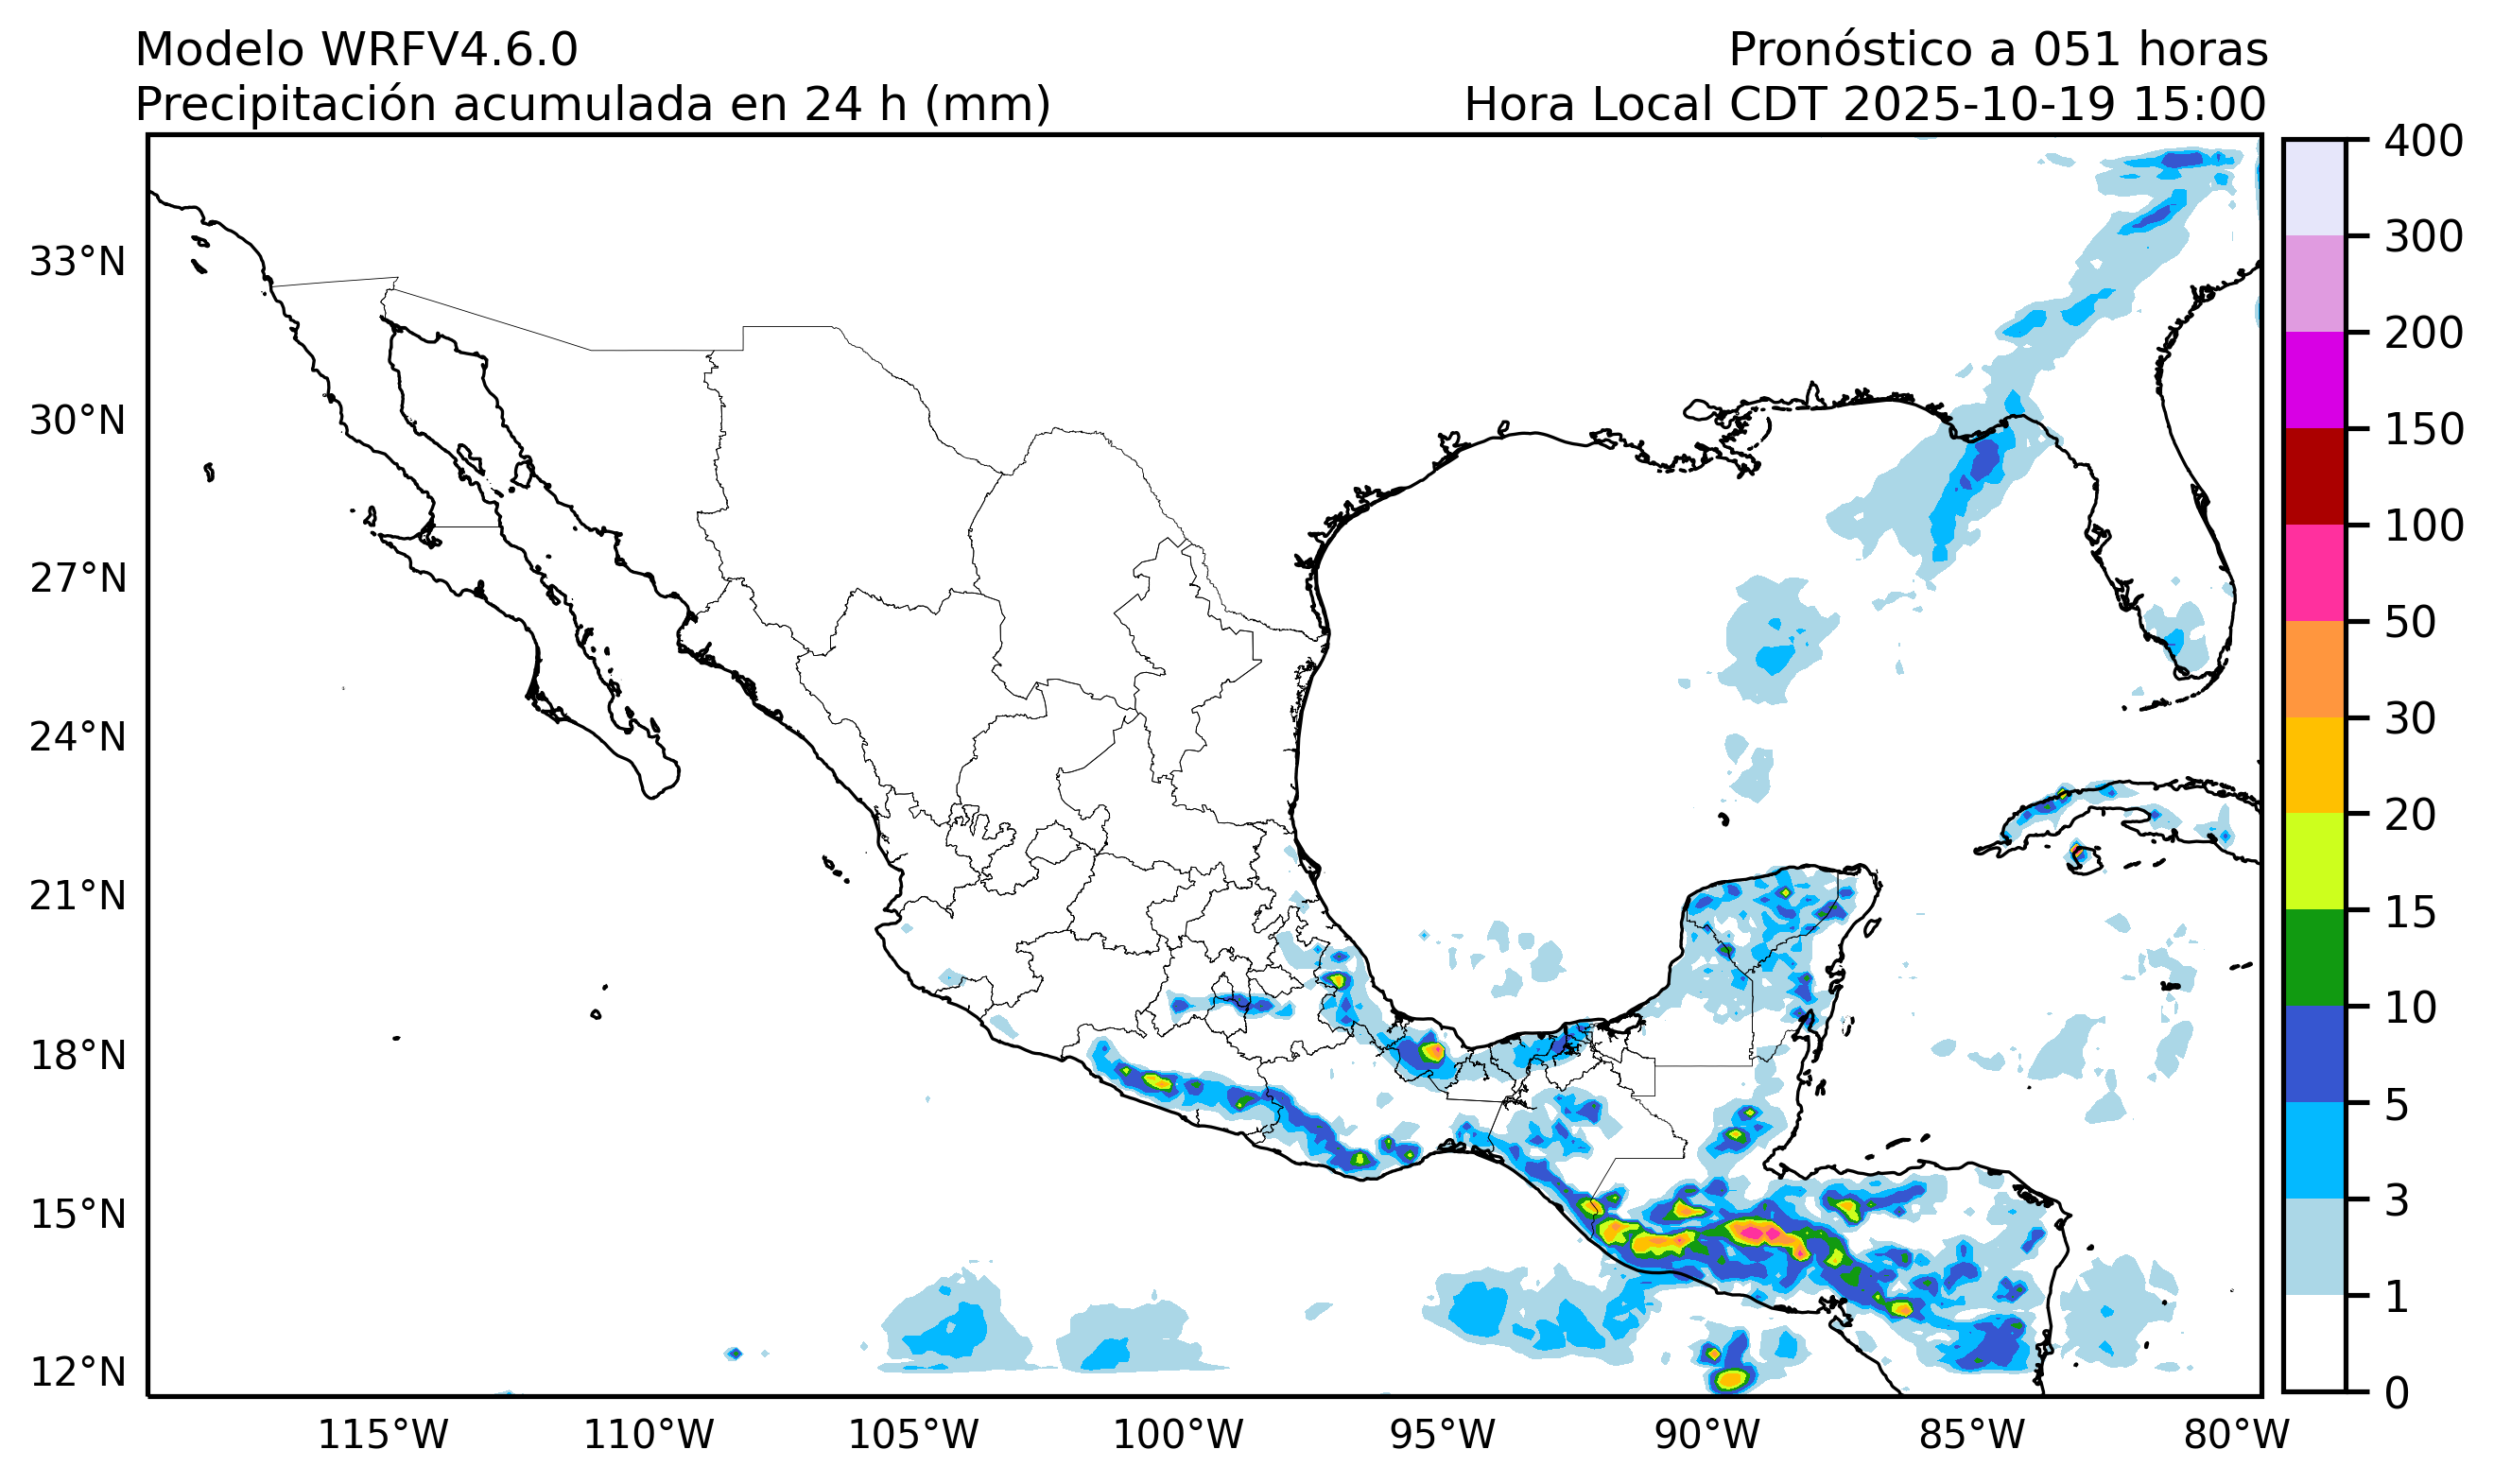 Modelo WRFV4.6.0
Pronóstico a 051 horas
Precipitación acumulada en 24 h (mm)
Hora Local CDT 2025-10-19 15:00
33°N
30°N
27°N
24°N
21°N
18°N
15°N
12°N
115°W
110°W
105°W
100°W
95°W
90°W
85°W
80°W
400
300
200
150
100
50
30
20
15
10
5
3
1
0